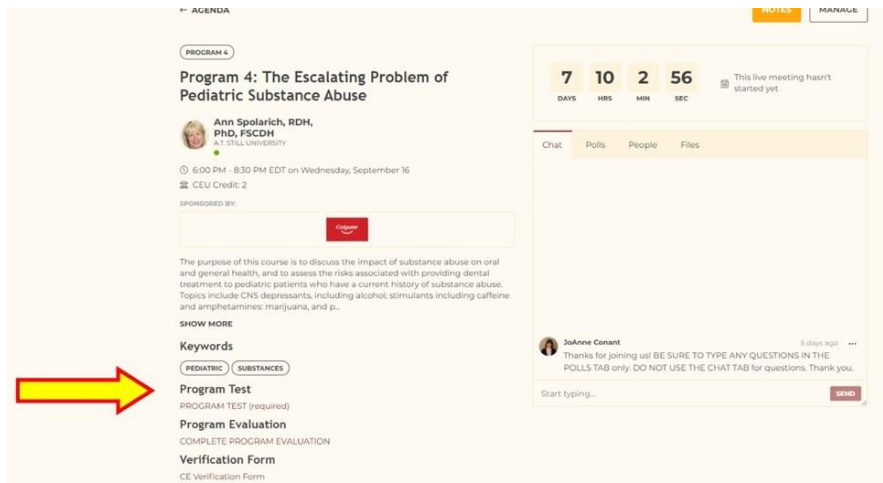 ← AGENDA
NOTES
MANAGE
PROGRAM 4
Program 4: The Escalating Problem of
Pediatric Substance Abuse
Ann Spolarich, RDH,
PhD, FSCDH
A.T. STILL UNIVERSITY
6:00 PM - 8:30 PM EDT on Wednesday, September 16
CEU Credit: 2
SPONSORED BY:
Colgate
The purpose of this course is to discuss the impact of substance abuse on oral
and general health, and to assess the risks associated with providing dental
treatment to pediatric patients who have a current history of substance abuse.
Topics include CNS depressants, including alcohol; stimulants including caffeine
and amphetamines; marijuana, and p...
SHOW MORE
Keywords
PEDIATRIC
SUBSTANCES
Program Test
PROGRAM TEST (required)
Program Evaluation
COMPLETE PROGRAM EVALUATION
Verification Form
CE Verification Form
7 10 2 56
DAYS HRS MIN SEC
This live meeting hasn't
started yet
Chat Polls People Files
JoAnne Conant
5 days ago ...
Thanks for joining us! BE SURE TO TYPE ANY QUESTIONS IN THE
POLLS TAB only. DO NOT USE THE CHAT TAB for questions. Thank you.
Start typing...
SEND